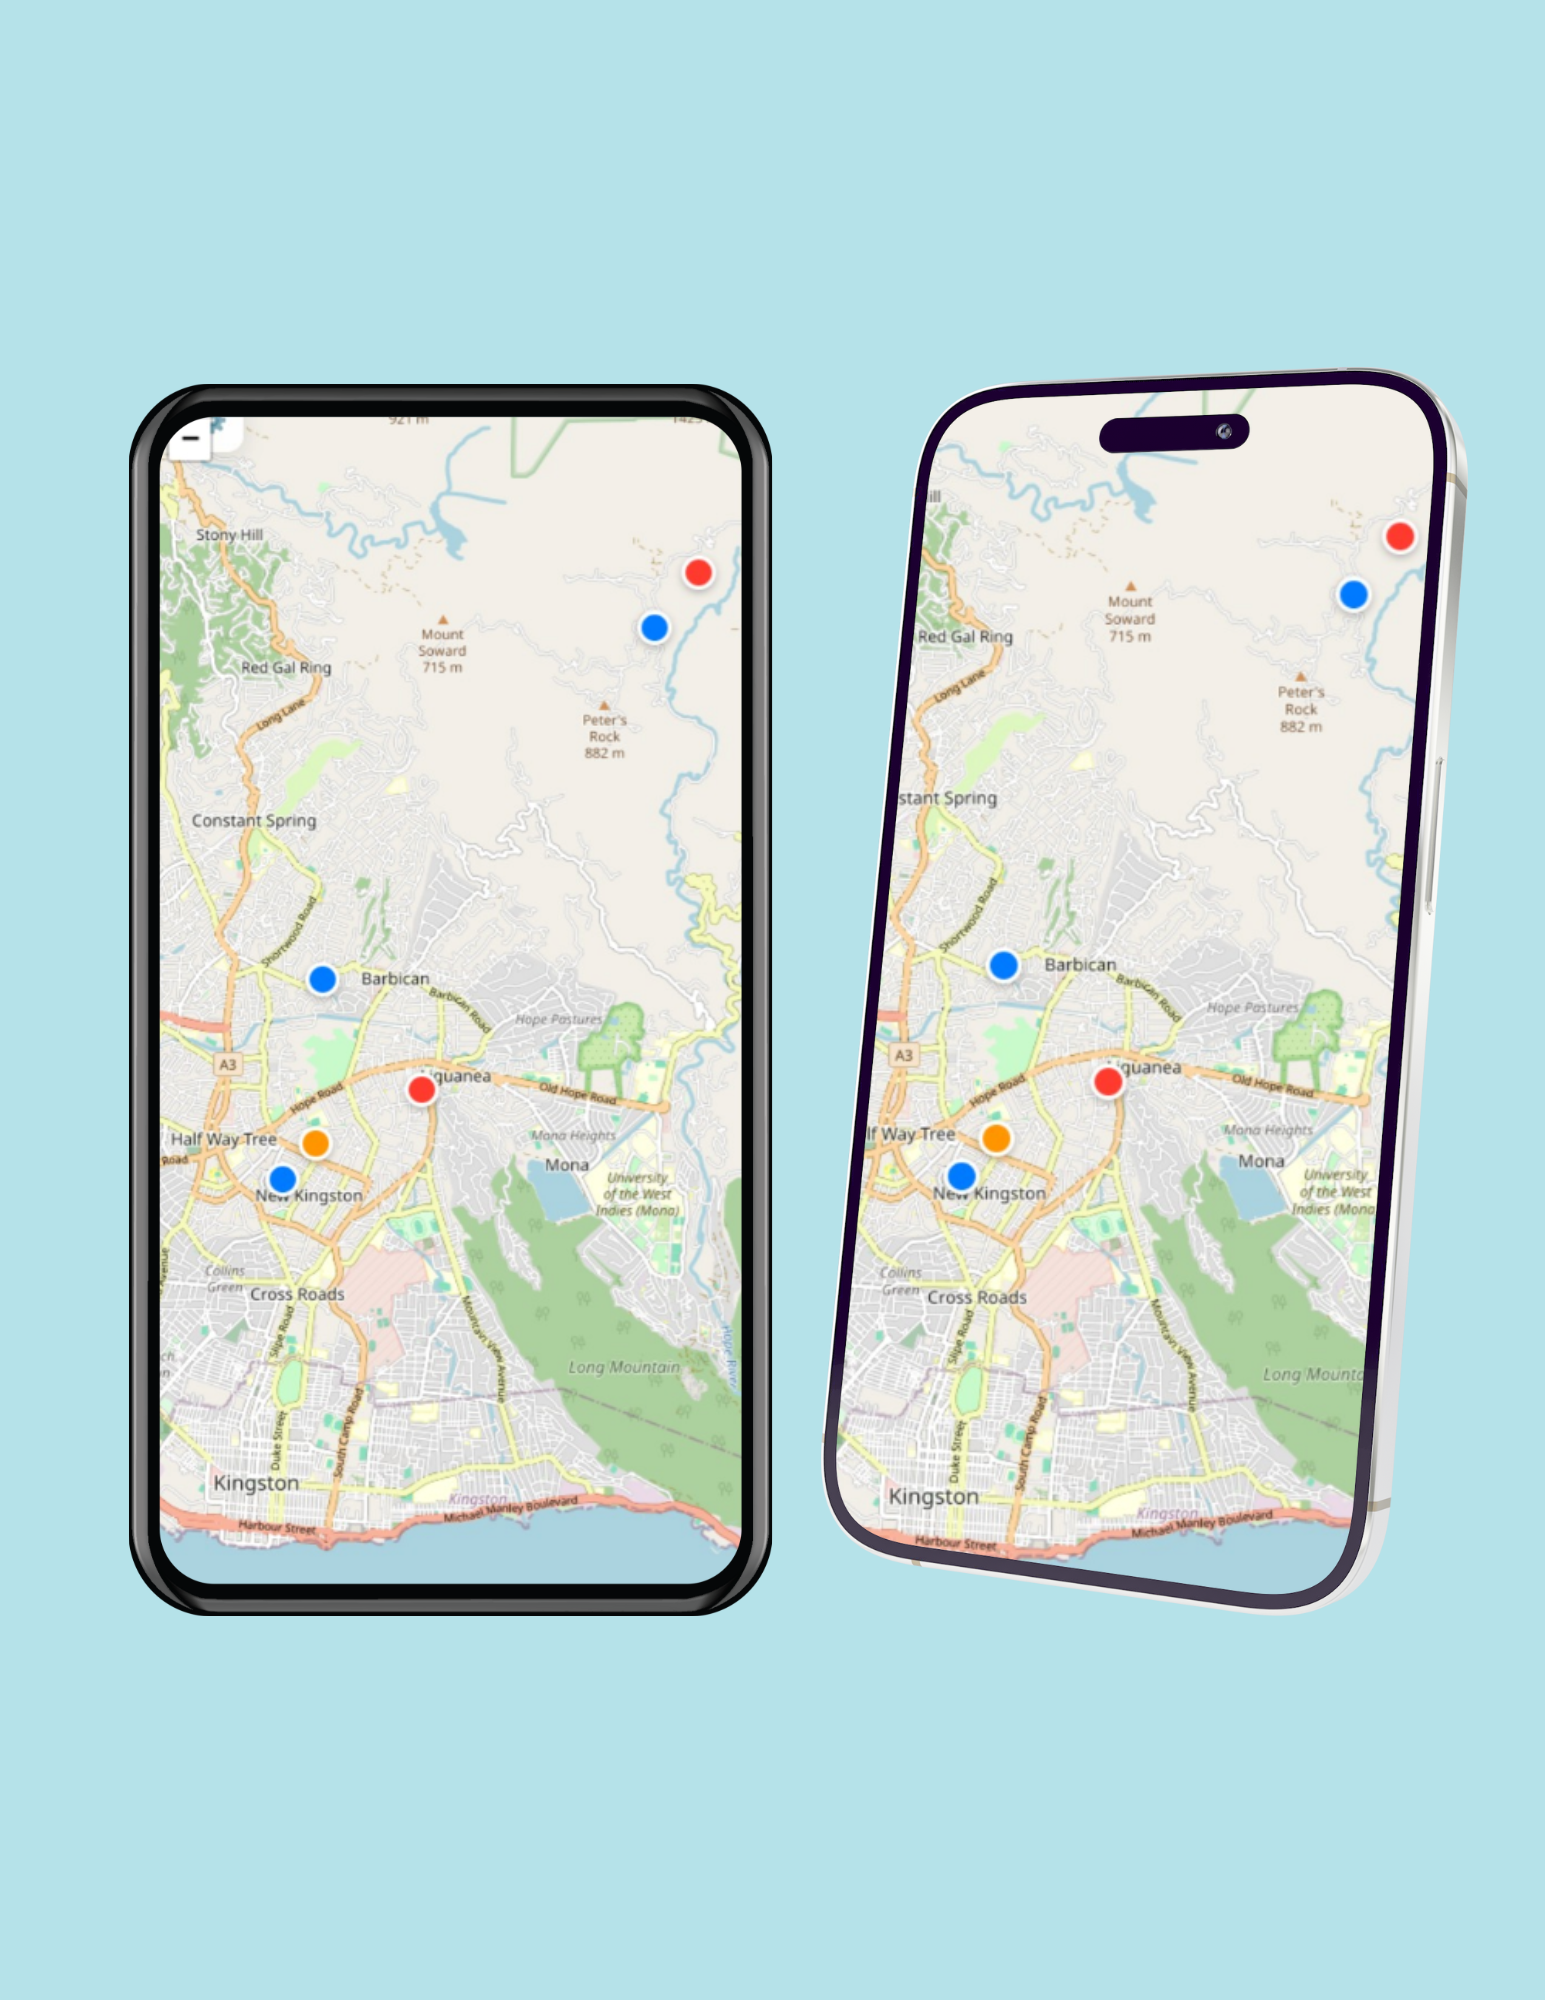 921 m
Stony Hill
Mount
Soward
715 m
Red Gal Ring
Long Lane
Peter's
Rock
882 m
Constant Spring
Shortwood Road
Barbican
Barbican Road
Hope Pastures
A3
Liguanea
Hope Road
Old Hope Road
Half Way Tree
Road
Mona Heights
Mona
New Kingston
University
of the West
Indies (Mona)
Avenue
Collins
Green
Cross Roads
Slipe Road
Mountain View Avenue
Hope River
Long Mountain
South Camp Road
Duke Street
Kingston
Kingston
Michael Manley Boulevard
Harbour Street
ill
Mount
Soward
715 m
Red Gal Ring
Long Lane
Peter's
Rock
882 m
stant Spring
Shortwood Road
Barbican
Barbican Road
Hope Pastures
A3
iguanea
Hope Road
Old Hope Road
lf Way Tree
Mona Heights
Mona
New Kingston
University
of the West
Indies (Mona
Collins
Green
Cross Roads
Slipe Road
Mountain View Avenue
Long Mounta
South Camp Road
Duke Street
Kingston
Kingston
Michael Manley Boulevard
Harbour Street